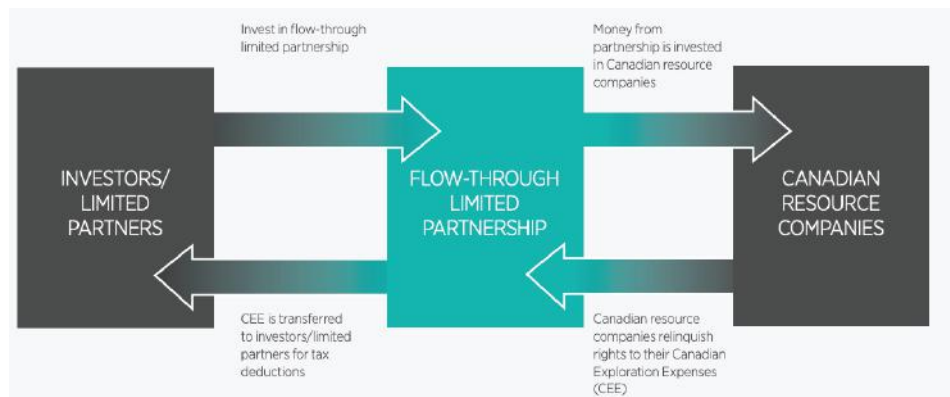 Invest in flow-through
limited partnership
Money from
partnership is invested
in Canadian resource
companies
INVESTORS/
LIMITED
PARTNERS
FLOW-THROUGH
LIMITED
PARTNERSHIP
CANADIAN
RESOURCE
COMPANIES
CEE is transferred
to investors/limited
partners for tax
deductions
Canadian resource
companies relinquish
rights to their Canadian
Exploration Expenses
(CEE)